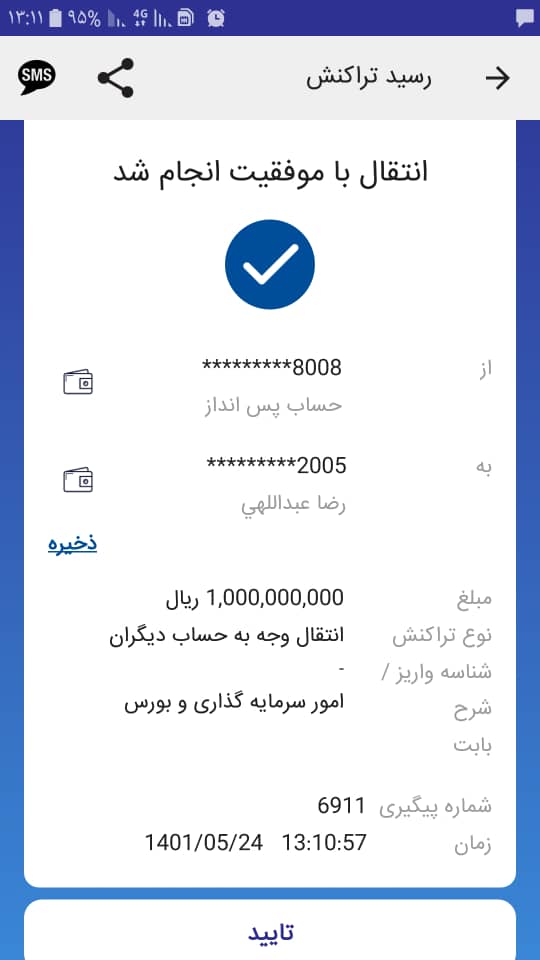 ۱۳:۱۱ ۹۵% 4G
رسید تراکنش
SMS
انتقال با موفقیت انجام شد
از 8008*********
حساب پس انداز
به 2005*********
رضا عبداللهي
ذخیره
مبلغ 1,000,000,000 ریال
نوع تراکنش انتقال وجه به حساب دیگران
شناسه واریز / -
شرح امور سرمایه گذاری و بورس
بابت
شماره پیگیری 6911
زمان 13:10:57 1401/05/24
تایید